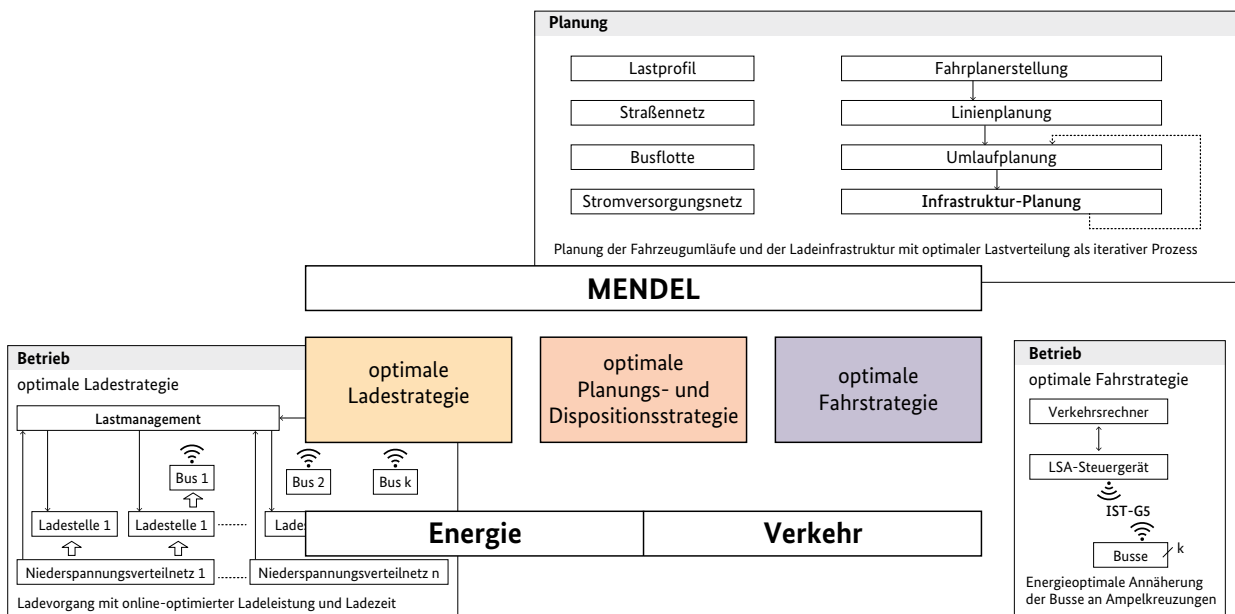 Planung
Lastprofil
Straßennetz
Busflotte
Stromversorgungsnetz
Fahrplanerstellung
Linienplanung
Umlaufplanung
Infrastruktur-Planung
Planung der Fahrzeugumläufe und der Ladeinfrastruktur mit optimaler Lastverteilung als iterativer Prozess
MENDEL
optimale
Ladestrategie
optimale
Planungs- und
Dispositionsstrategie
optimale
Fahrstrategie
Energie
Verkehr
Betrieb
optimale Ladestrategie
Lastmanagement
Bus 1
Bus 2
Bus k
Ladestelle 1
Ladestelle 1
Niederspannungsverteilnetz 1
Niederspannungsverteilnetz n
Ladevorgang mit online-optimierter Ladeleistung und Ladezeit
Betrieb
optimale Fahrstrategie
Verkehrsrechner
LSA-Steuergerät
IST-G5
Busse
k
Energieoptimale Annäherung
der Busse an Ampelkreuzungen